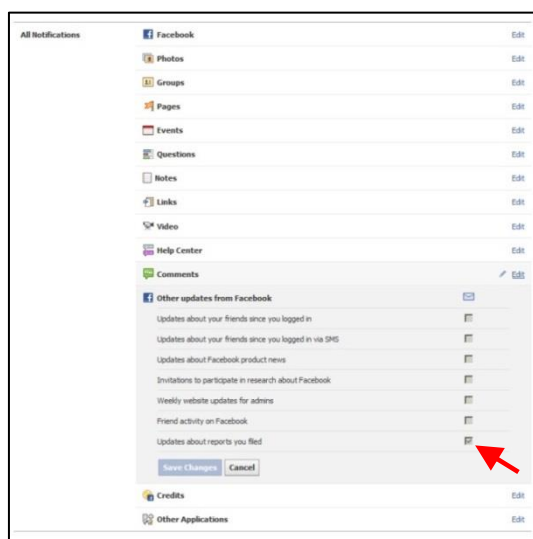 All Notifications Facebook Edit
Photos Edit
Groups Edit
Pages Edit
Events Edit
Questions Edit
Notes Edit
Links Edit
Video Edit
Help Center Edit
Comments Edit
Other updates from Facebook
Updates about your friends since you logged in
Updates about your friends since you logged in via SMS
Updates about Facebook product news
Invitations to participate in research about Facebook
Weekly website updates for admins
Friend activity on Facebook
Updates about reports you filed
Save Changes Cancel
Credits Edit
Other Applications Edit